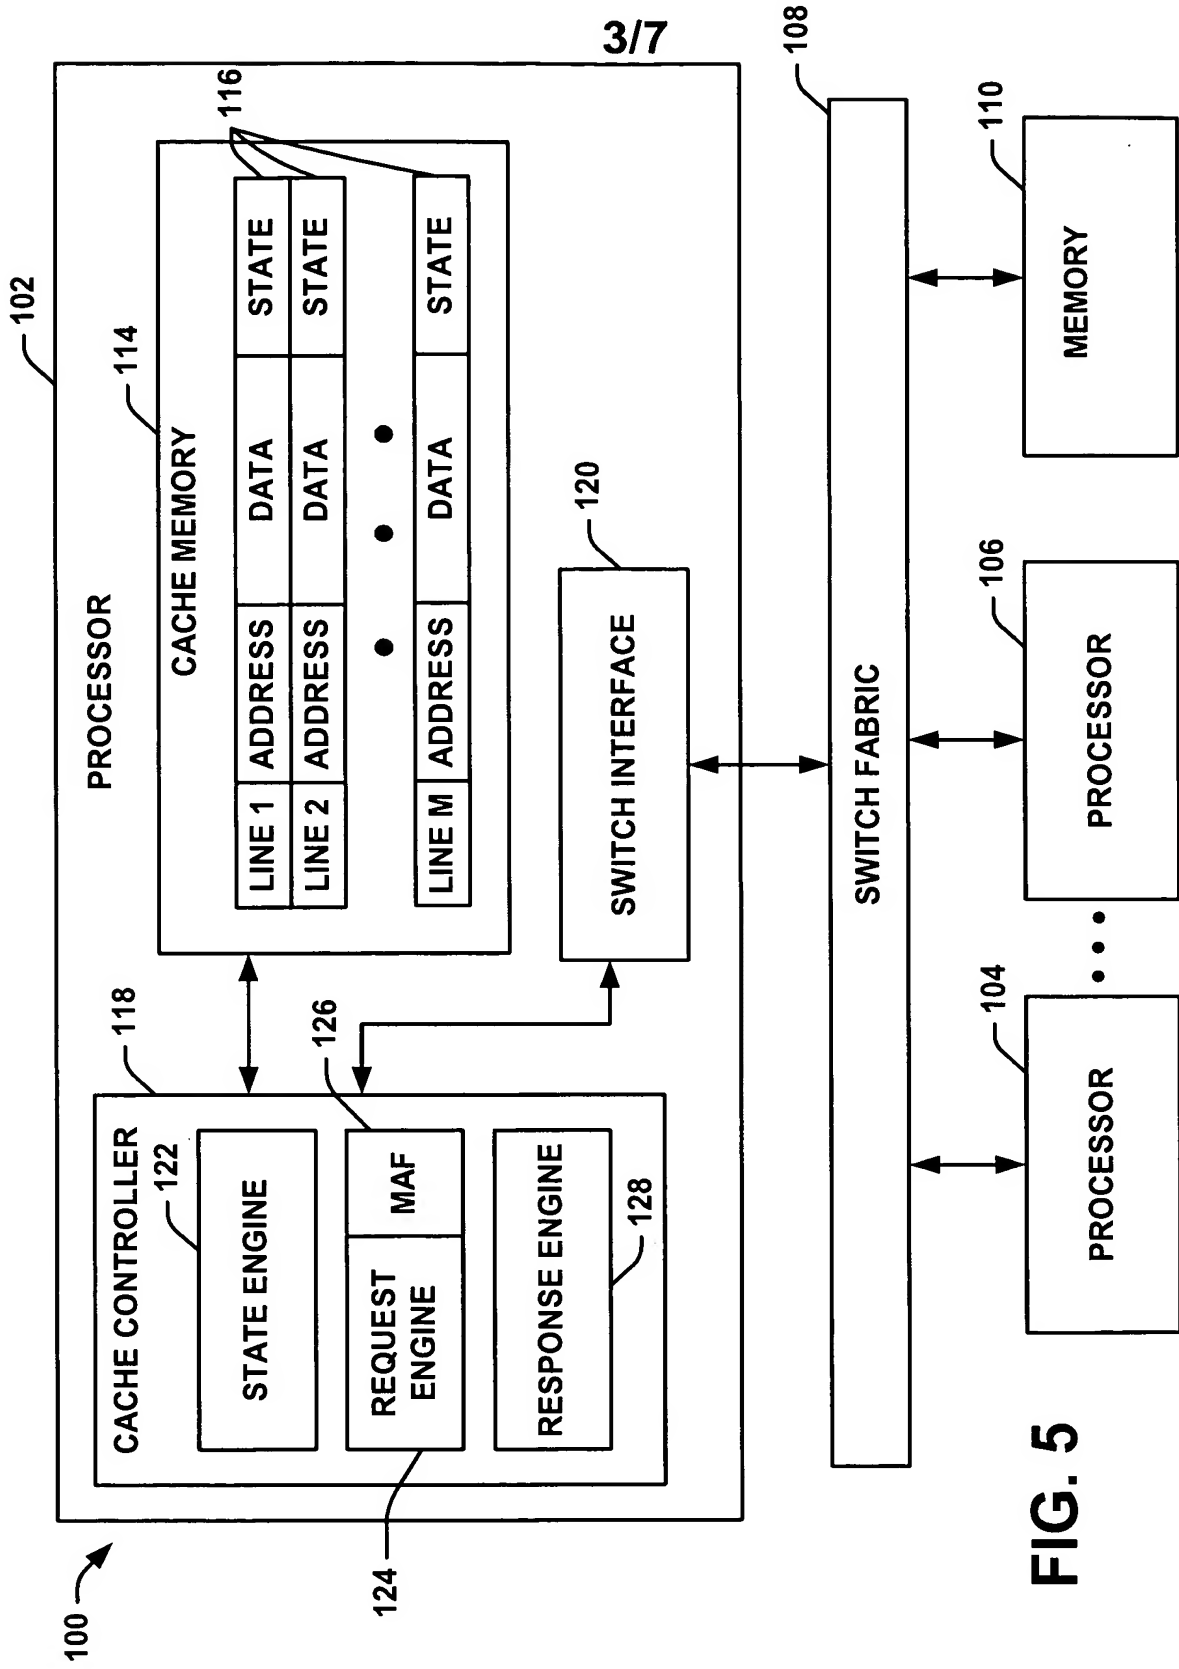 3/7
100
102
PROCESSOR
118
CACHE CONTROLLER
122
STATE ENGINE
124
REQUEST ENGINE
MAF
126
RESPONSE ENGINE
128
114
CACHE MEMORY
116
LINE 1 ADDRESS DATA STATE
LINE 2 ADDRESS DATA STATE
LINE M ADDRESS DATA STATE
120
SWITCH INTERFACE
108
SWITCH FABRIC
104
PROCESSOR
106
PROCESSOR
110
MEMORY
FIG. 5